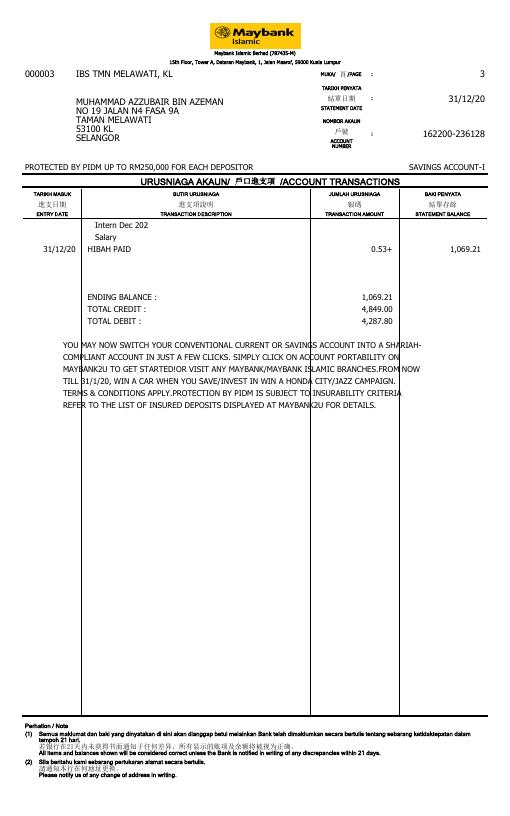 Maybank
Islamic
Maybank Islamic Berhad (787435-M)
15th Floor, Tower A, Dataran Maybank, 1, Jalan Maarof, 59000 Kuala Lumpur
000003 IBS TMN MELAWATI, KL MUKA/ 頁 /PAGE : 3
TARIKH PENYATA
結單日期 : 31/12/20
STATEMENT DATE
MUHAMMAD AZZUBAIR BIN AZEMAN
NO 19 JALAN N4 FASA 9A
TAMAN MELAWATI
53100 KL
SELANGOR
NOMBOR AKAUN
戶號 : 162200-236128
ACCOUNT
NUMBER
PROTECTED BY PIDM UP TO RM250,000 FOR EACH DEPOSITOR SAVINGS ACCOUNT-I
URUSNIAGA AKAUN/ 戶口進支項 /ACCOUNT TRANSACTIONS
TARIKH MASUK BUTIR URUSNIAGA JUMLAH URUSNIAGA BAKI PENYATA
進支日期 進支項說明 銀碼 結單存餘
ENTRY DATE TRANSACTION DESCRIPTION TRANSACTION AMOUNT STATEMENT BALANCE
Intern Dec 202
Salary
31/12/20 HIBAH PAID 0.53+ 1,069.21
ENDING BALANCE : 1,069.21
TOTAL CREDIT : 4,849.00
TOTAL DEBIT : 4,287.80
YOU MAY NOW SWITCH YOUR CONVENTIONAL CURRENT OR SAVINGS ACCOUNT INTO A SHARIAH-
COMPLIANT ACCOUNT IN JUST A FEW CLICKS. SIMPLY CLICK ON ACCOUNT PORTABILITY ON
MAYBANK2U TO GET STARTED!OR VISIT ANY MAYBANK/MAYBANK ISLAMIC BRANCHES.FROM NOW
TILL 31/1/20, WIN A CAR WHEN YOU SAVE/INVEST IN WIN A HONDA CITY/JAZZ CAMPAIGN.
TERMS & CONDITIONS APPLY.PROTECTION BY PIDM IS SUBJECT TO INSURABILITY CRITERIA
REFER TO THE LIST OF INSURED DEPOSITS DISPLAYED AT MAYBANK2U FOR DETAILS.
Perhation / Note
(1) Semua maklumat dan baki yang dinyatakan di sini akan dianggap betul melainkan Bank telah dimaklumkan secara bertulis tentang sebarang ketidaktepatan dalam
tempoh 21 hari.
若銀行在21天内未获得书面通知于任何差异，所有显示的账项及金额将被视为正确。
All items and balances shown will be considered correct unless the Bank is notified in writing of any discrepancies within 21 days.
(2) Sila beritahu kami sebarang pertukaran alamat secara bertulis.
請通知本行任何地址更換。
Please notify us of any change of address in writing.